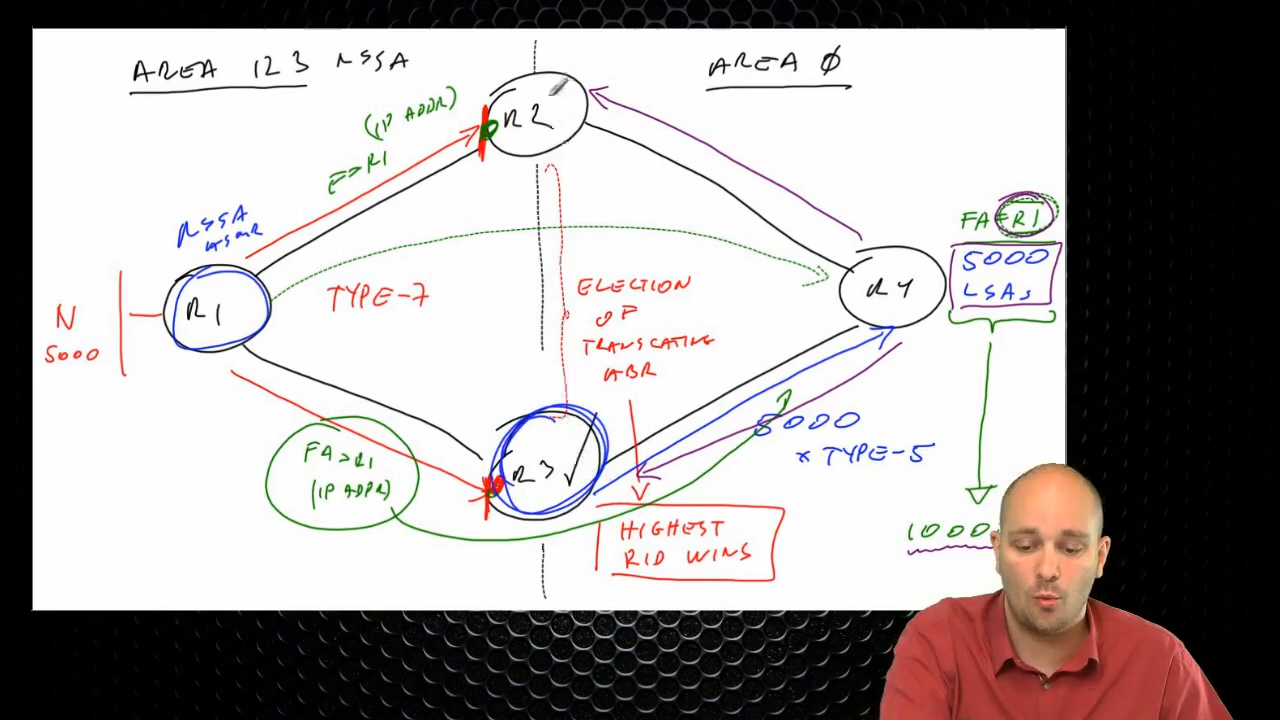 AREA 123 NSSA
AREA 0
R2
(IP ADDR)
F>R1
NSSA
ASBR
R1
N
5000
TYPE-7
ELECTION
OF
TRANSLATING
ABR
R4
FA=R1
5000
LSAs
FA>R1
(IP ADDR)
R3
5000
x TYPE-5
HIGHEST
RID WINS
1000